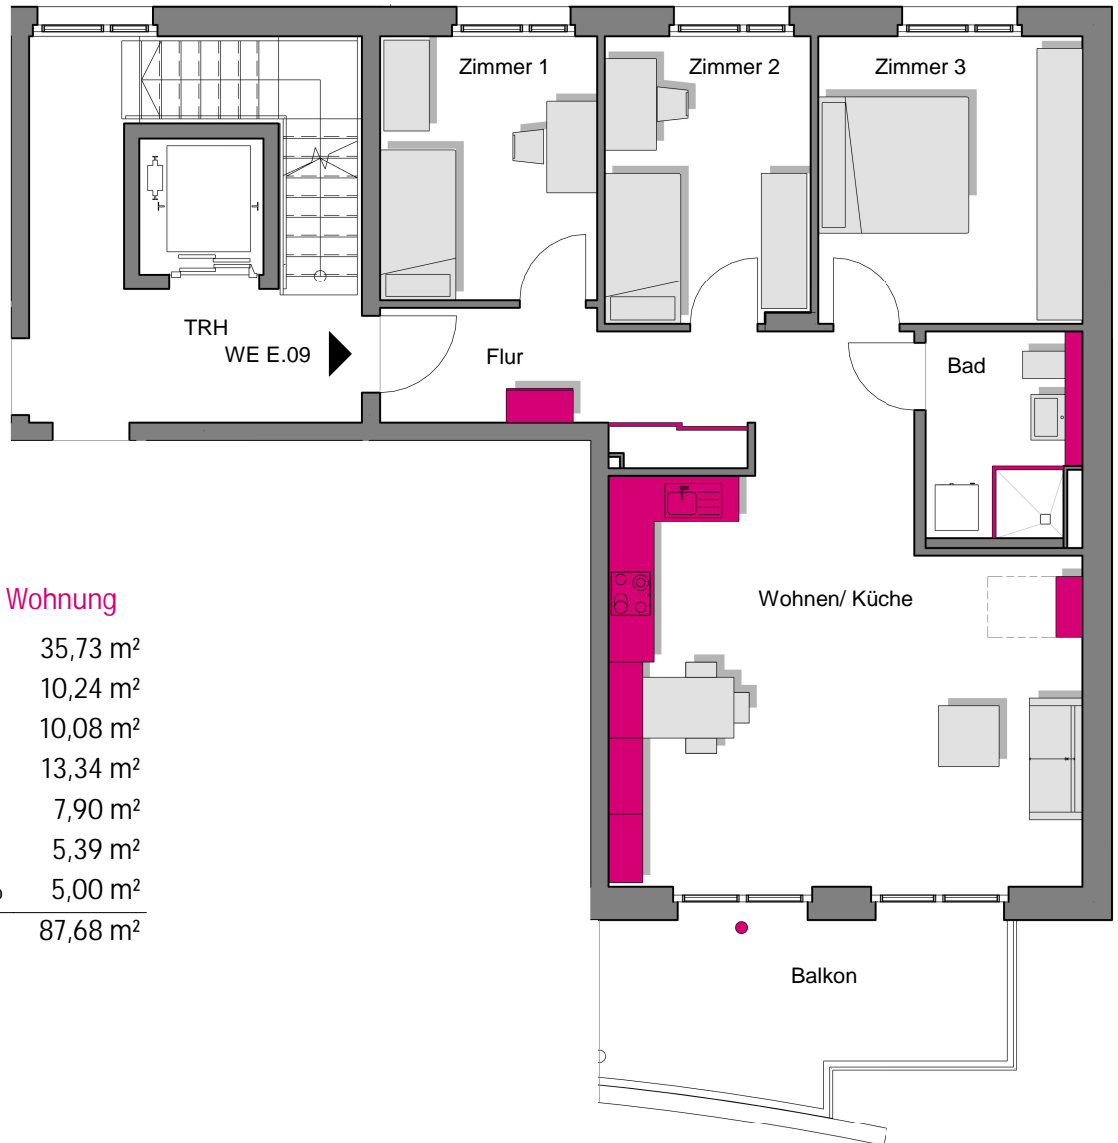 Zimmer 1
Zimmer 2
Zimmer 3
TRH
WE E.09
Flur
Bad
Wohnen/ Küche
Balkon
Wohnung
35,73 m²
10,24 m²
10,08 m²
13,34 m²
7,90 m²
5,39 m²
5,00 m²
87,68 m²